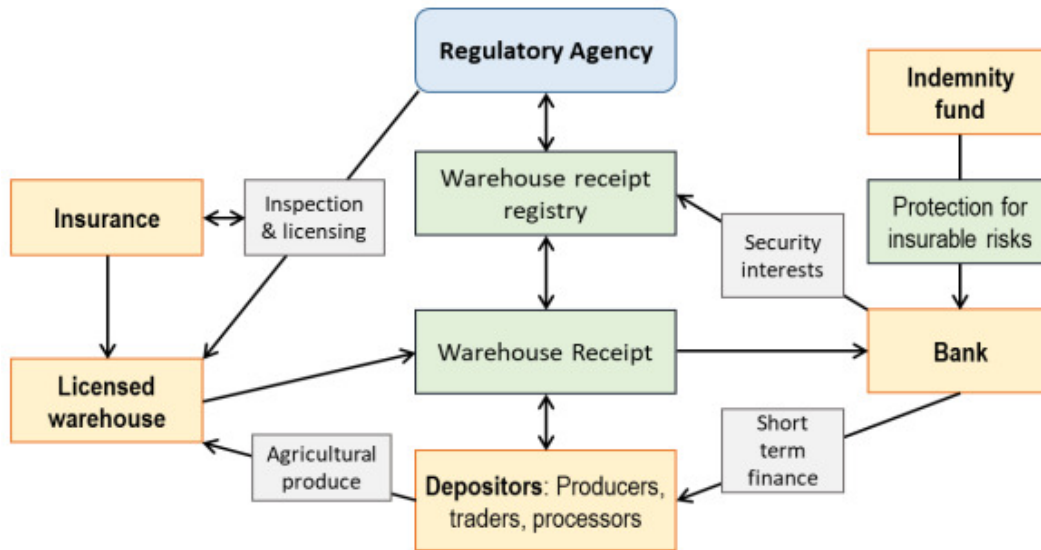 Regulatory Agency
Indemnity
fund
Warehouse receipt
registry
Insurance
Inspection
& licensing
Protection for
insurable risks
Security
interests
Warehouse Receipt
Bank
Licensed
warehouse
Short
term
finance
Agricultural
produce
Depositors: Producers,
traders, processors